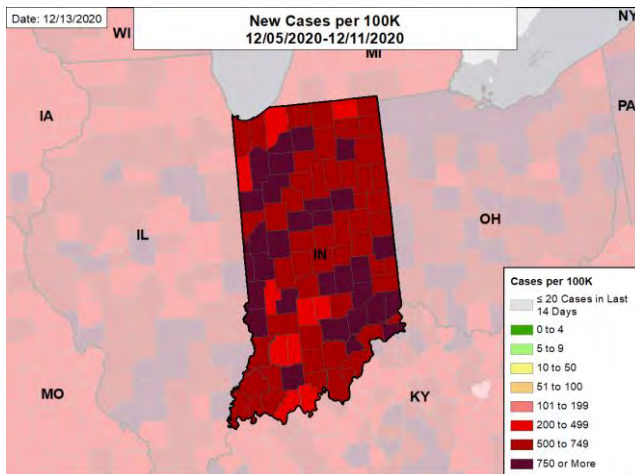 Date: 12/13/2020
New Cases per 100K
12/05/2020-12/11/2020
WI
MI
NY
IA
PA
IL
IN
OH
MO
KY
Cases per 100K
≤ 20 Cases in Last
14 Days
0 to 4
5 to 9
10 to 50
51 to 100
101 to 199
200 to 499
500 to 749
750 or More